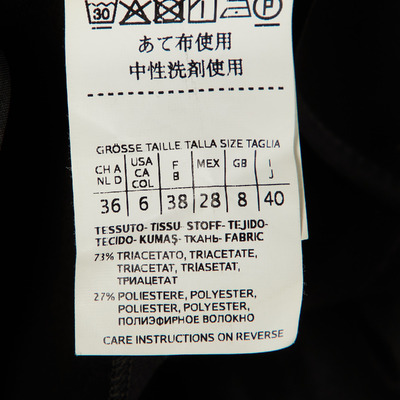 30 P
あて布使用
中性洗剤使用
GRÖSSE TAILLE TALLA SIZE TAGLIA
CH A USA F MEX GB I
NL D CA B J
COL
36 6 38 28 8 40
TESSUTO- TISSU- STOFF- TEJIDO-
TECIDO- KUMAŞ- ТКАНЬ- FABRIC
73% TRIACETATO, TRIACETATE,
TRIACETAT, TRIASETAT,
ТРИАЦЕТАТ
27% POLIESTERE, POLYESTER,
POLIESTER, POLYESTER,
ПОЛИЭФИРНОЕ ВОЛОКНО
CARE INSTRUCTIONS ON REVERSE